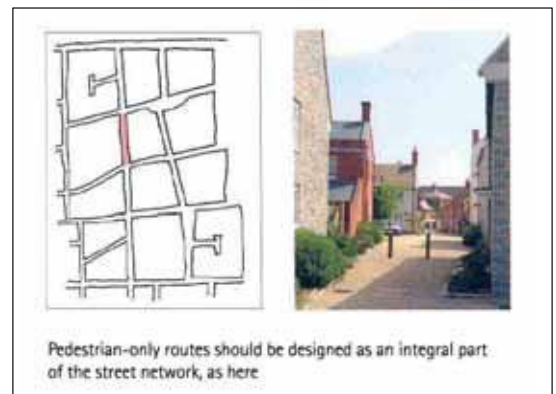 Pedestrian-only routes should be designed as an integral part
of the street network, as here